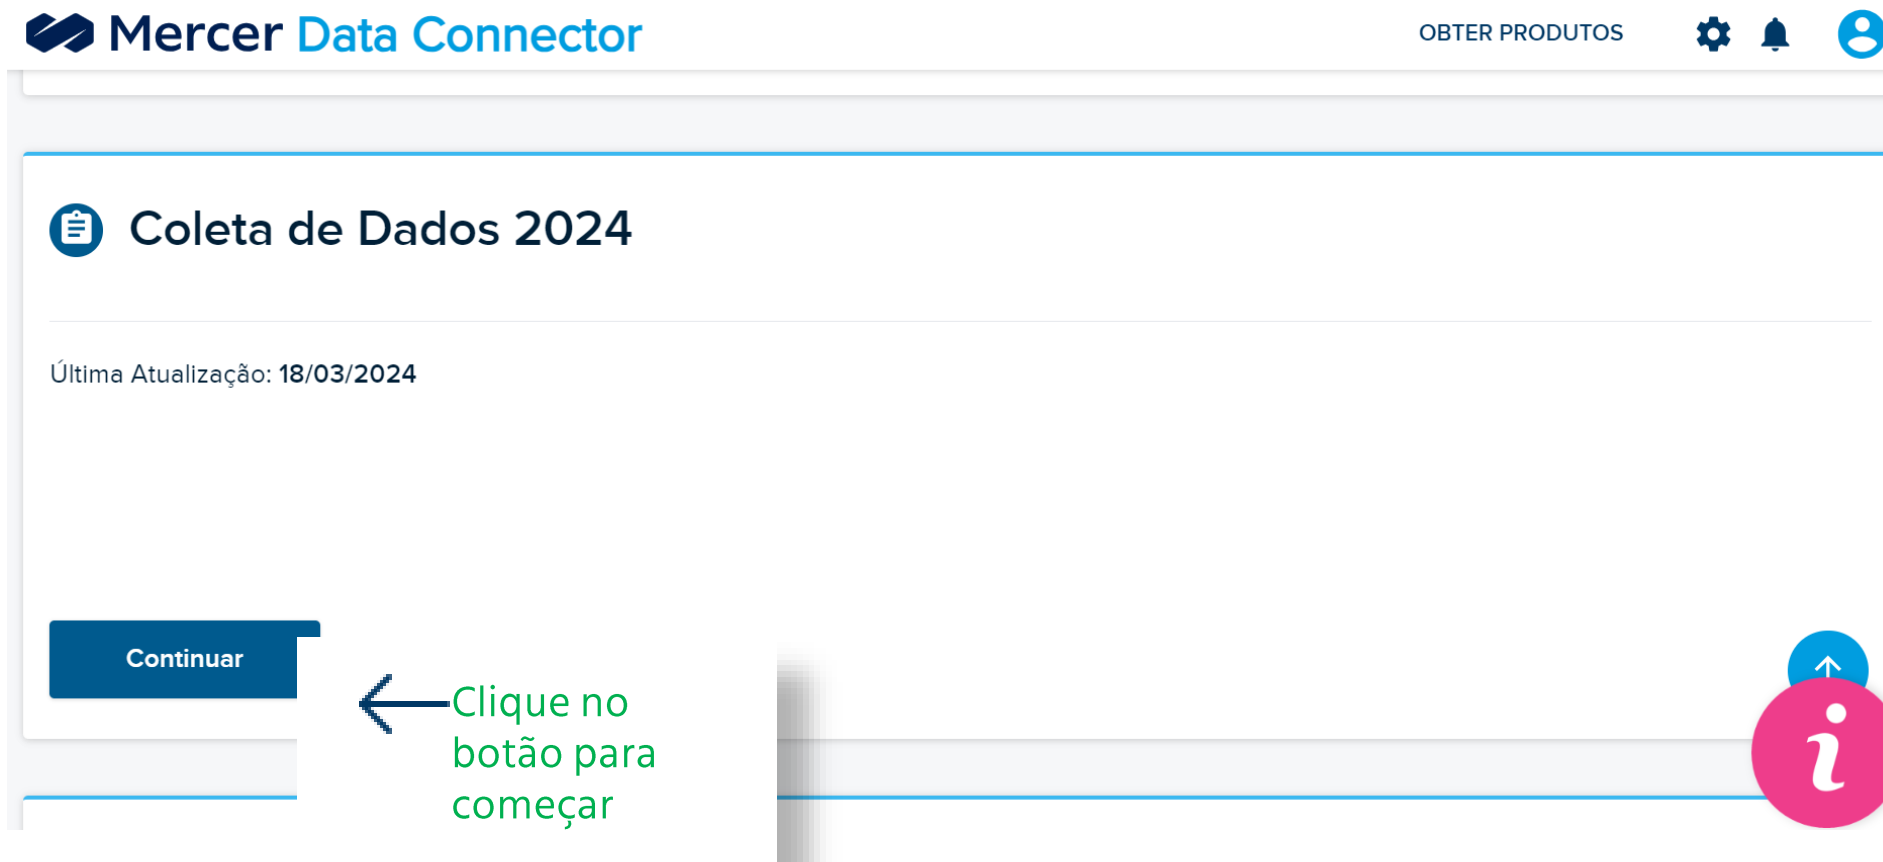 Mercer Data Connector
OBTER PRODUTOS
Coleta de Dados 2024
Última Atualização: 18/03/2024
Continuar
Clique no
botão para
começar
i